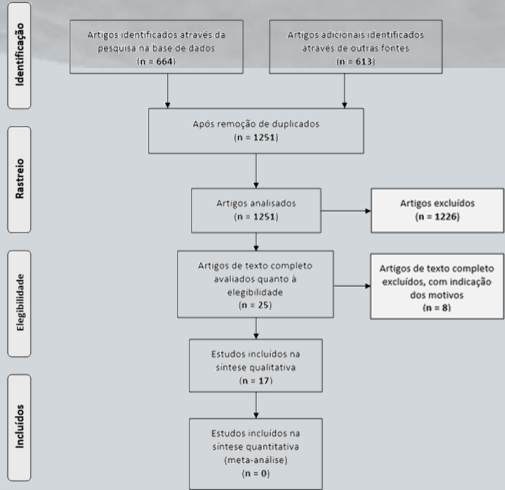 Identificação
Artigos identificados através da
pesquisa na base de dados
(n = 664)
Artigos adicionais identificados
através de outras fontes
(n = 613)
Após remoção de duplicados
(n = 1251)
Rastreio
Artigos analisados
(n = 1251)
Artigos excluídos
(n = 1226)
Elegibilidade
Artigos de texto completo
avaliados quanto à
elegibilidade
(n = 25)
Artigos de texto completo
excluídos, com indicação
dos motivos
(n = 8)
Estudos incluídos na
síntese qualitativa
(n = 17)
Incluídos
Estudos incluídos na
síntese quantitativa
(meta-análise)
(n = 0)